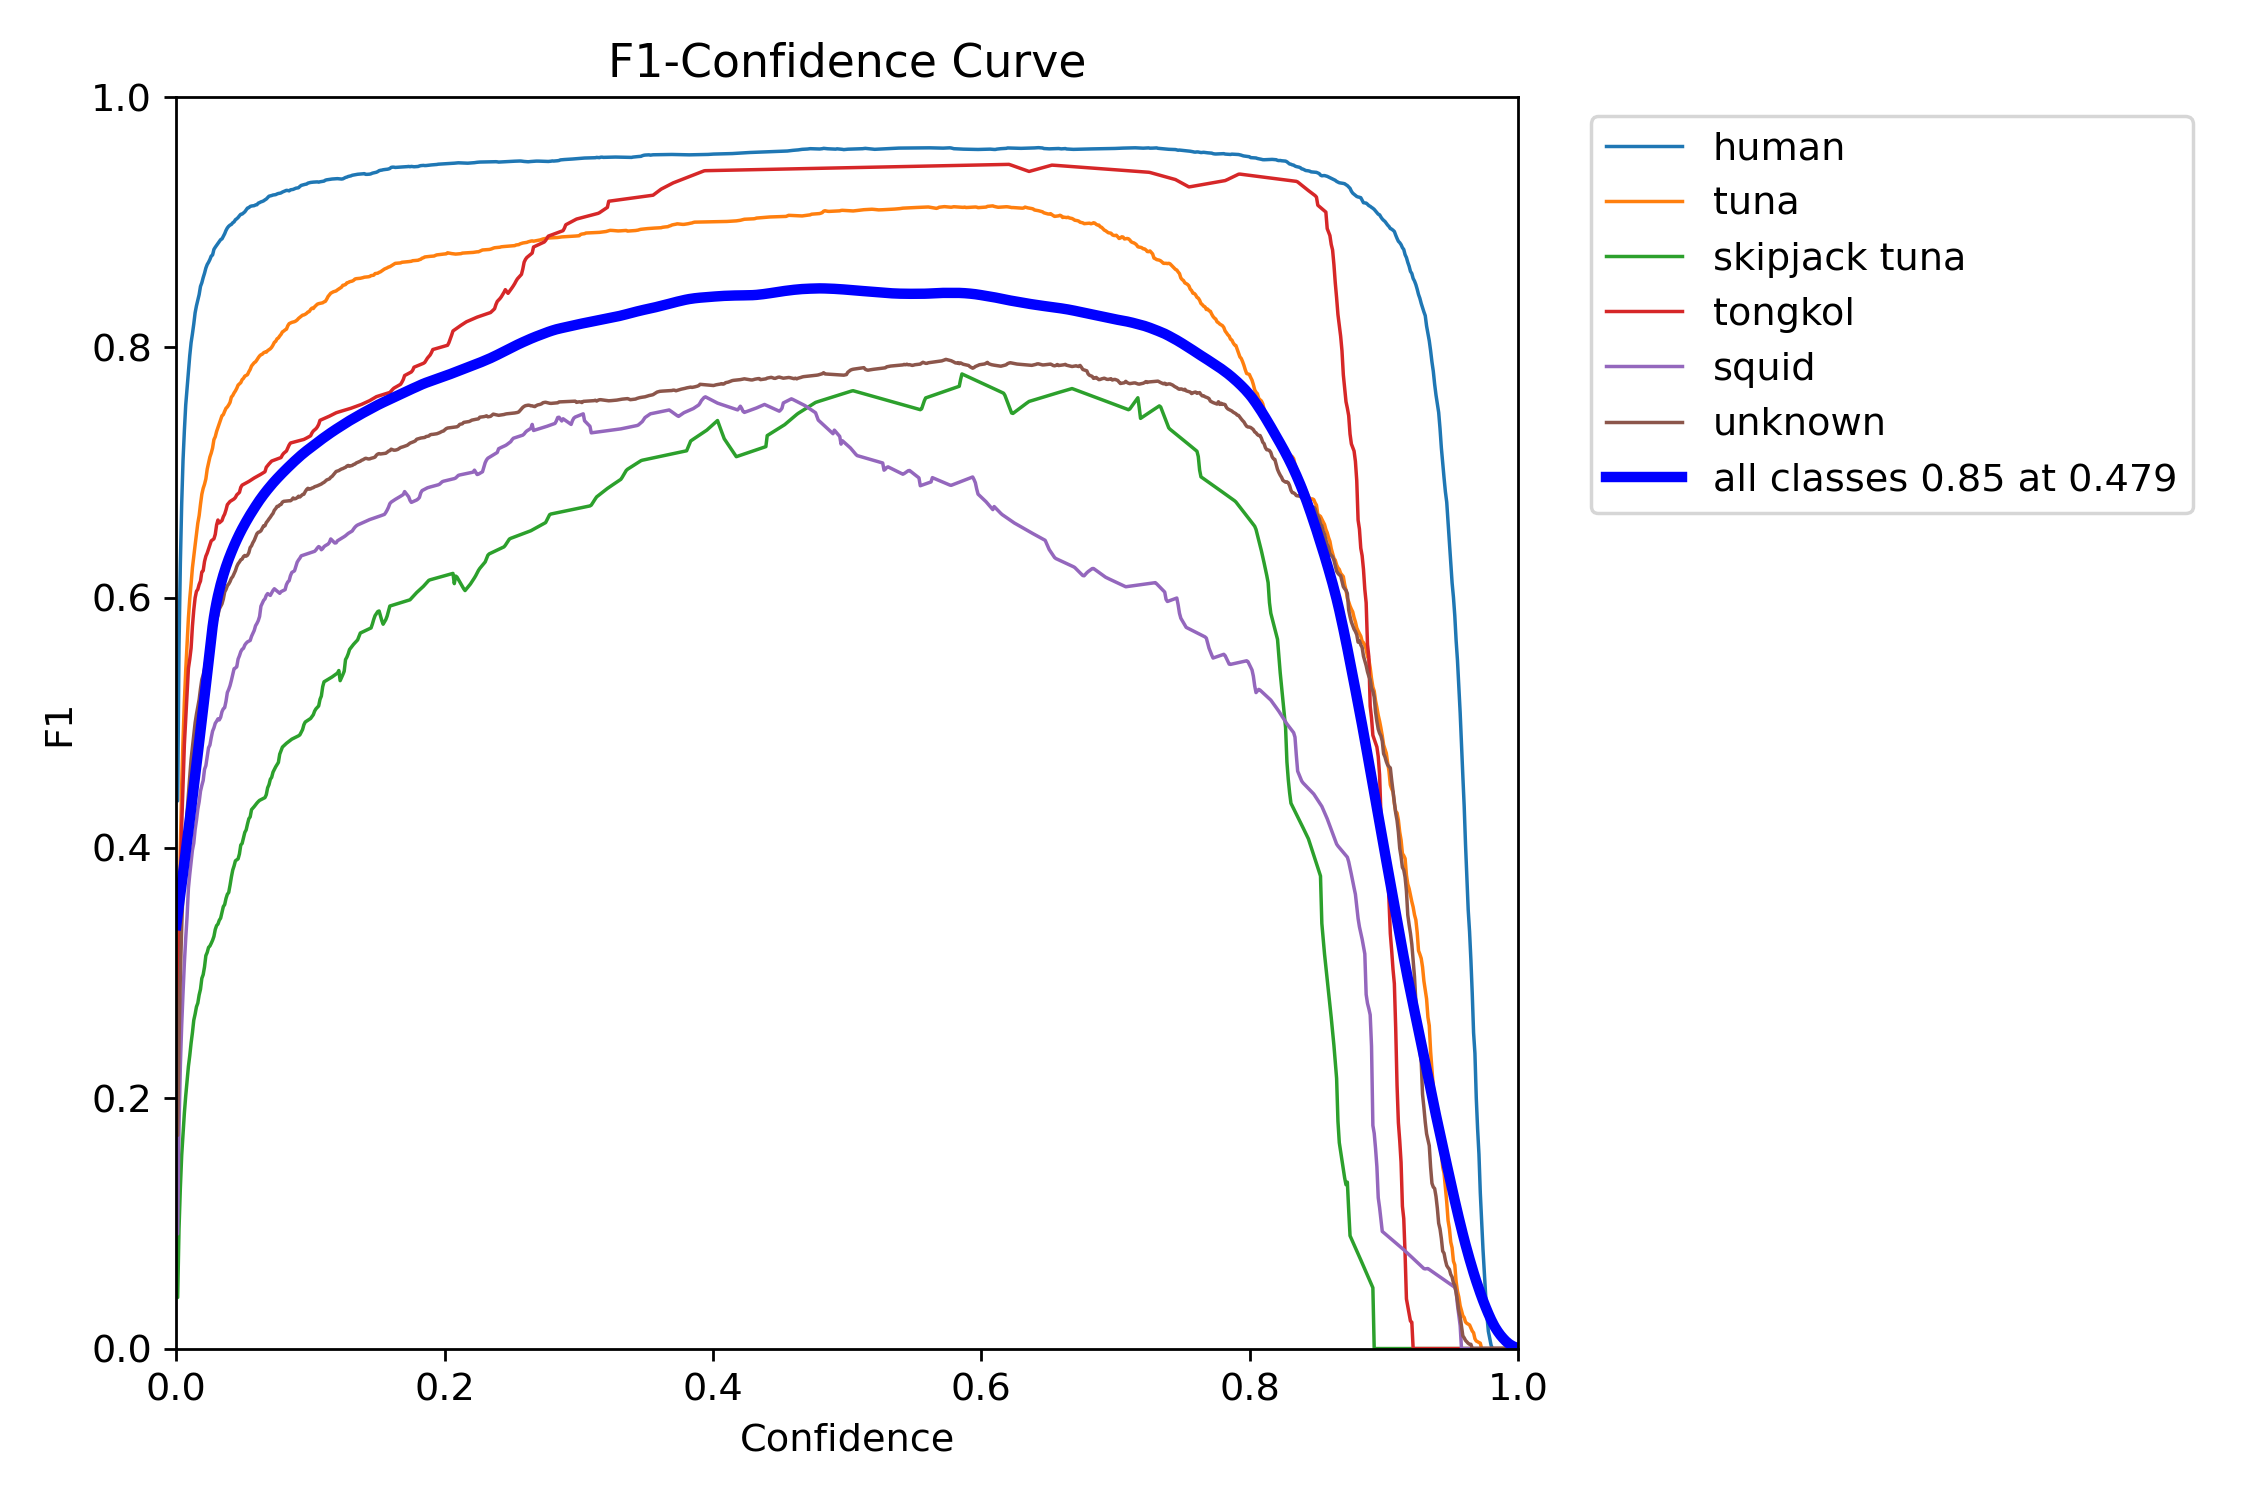 F1-Confidence Curve
1.0
0.8
0.6
0.4
0.2
0.0
F1
0.0 0.2 0.4 0.6 0.8 1.0
Confidence
human
tuna
skipjack tuna
tongkol
squid
unknown
all classes 0.85 at 0.479